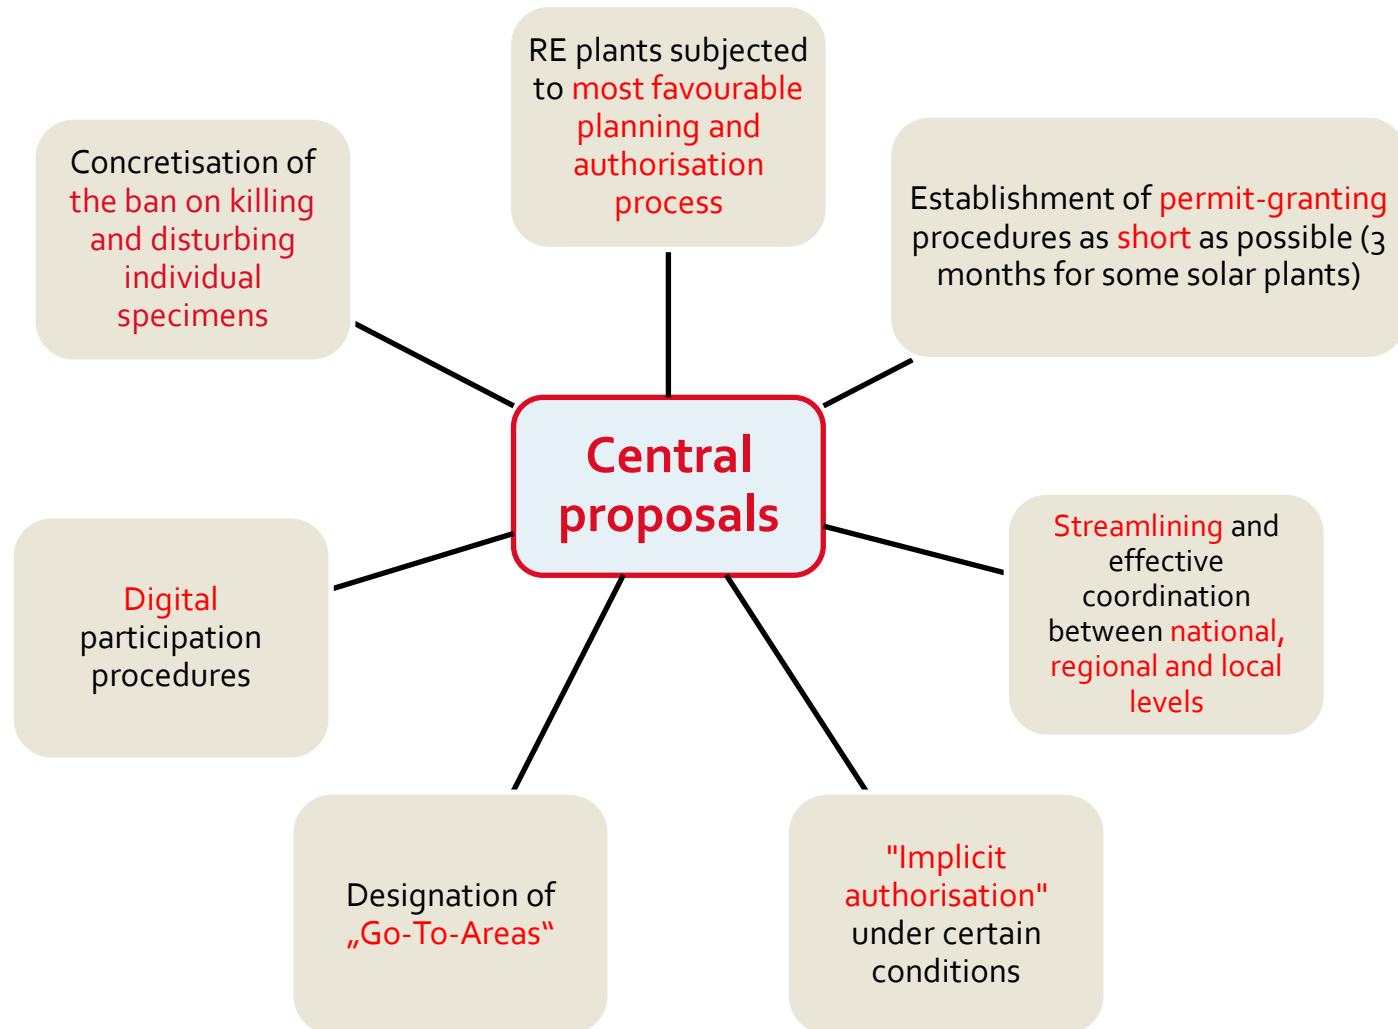 RE plants subjected
to most favourable
planning and
authorisation
process
Concretisation of
the ban on killing
and disturbing
individual
specimens
Establishment of permit-granting
procedures as short as possible (3
months for some solar plants)
Central
proposals
Digital
participation
procedures
Streamlining and
effective
coordination
between national,
regional and local
levels
Designation of
„Go-To-Areas“
"Implicit
authorisation"
under certain
conditions